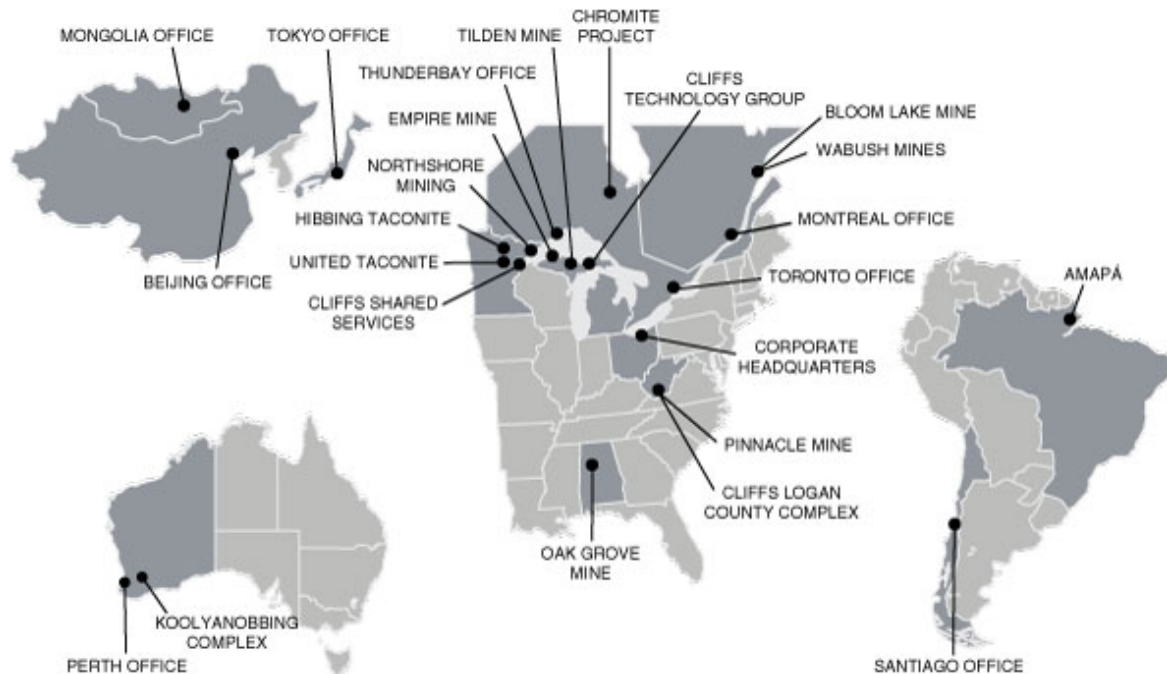 MONGOLIA OFFICE
TOKYO OFFICE
BEIJING OFFICE
CHROMITE
PROJECT
TILDEN MINE
THUNDERBAY OFFICE
CLIFFS
TECHNOLOGY GROUP
EMPIRE MINE
BLOOM LAKE MINE
WABUSH MINES
NORTHSHORE
MINING
HIBBING TACONITE
MONTREAL OFFICE
UNITED TACONITE
TORONTO OFFICE
CLIFFS SHARED
SERVICES
CORPORATE
HEADQUARTERS
PINNACLE MINE
CLIFFS LOGAN
COUNTY COMPLEX
OAK GROVE
MINE
AMAPÁ
SANTIAGO OFFICE
KOOLYANOBBING
COMPLEX
PERTH OFFICE